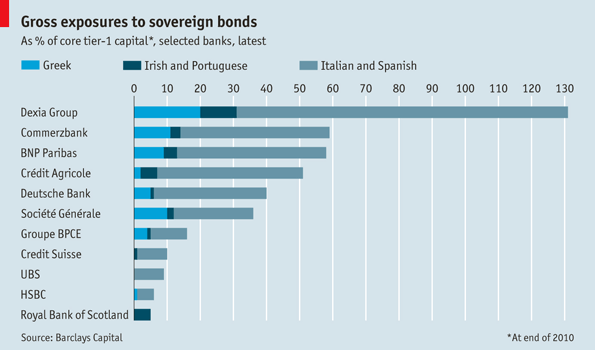 Gross exposures to sovereign bonds
As % of core tier-1 capital*, selected banks, latest
Greek Irish and Portuguese Italian and Spanish
0 10 20 30 40 50 60 70 80 90 100 110 120 130
Dexia Group
Commerzbank
BNP Paribas
Crédit Agricole
Deutsche Bank
Société Générale
Groupe BPCE
Credit Suisse
UBS
HSBC
Royal Bank of Scotland
Source: Barclays Capital *At end of 2010